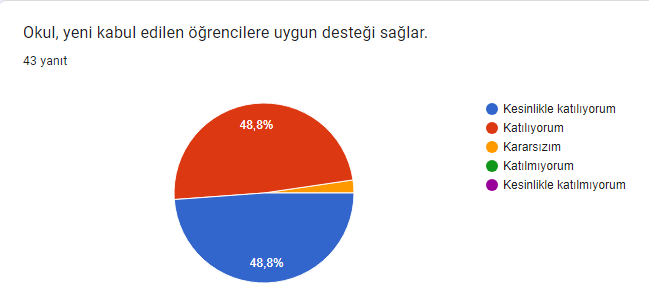 Okul, yeni kabul edilen öğrencilere uygun desteği sağlar.
43 yanıt
Kesinlikle katılıyorum
Katılıyorum
Kararsızım
Katılmıyorum
Kesinlikle katılmıyorum
48,8%
48,8%